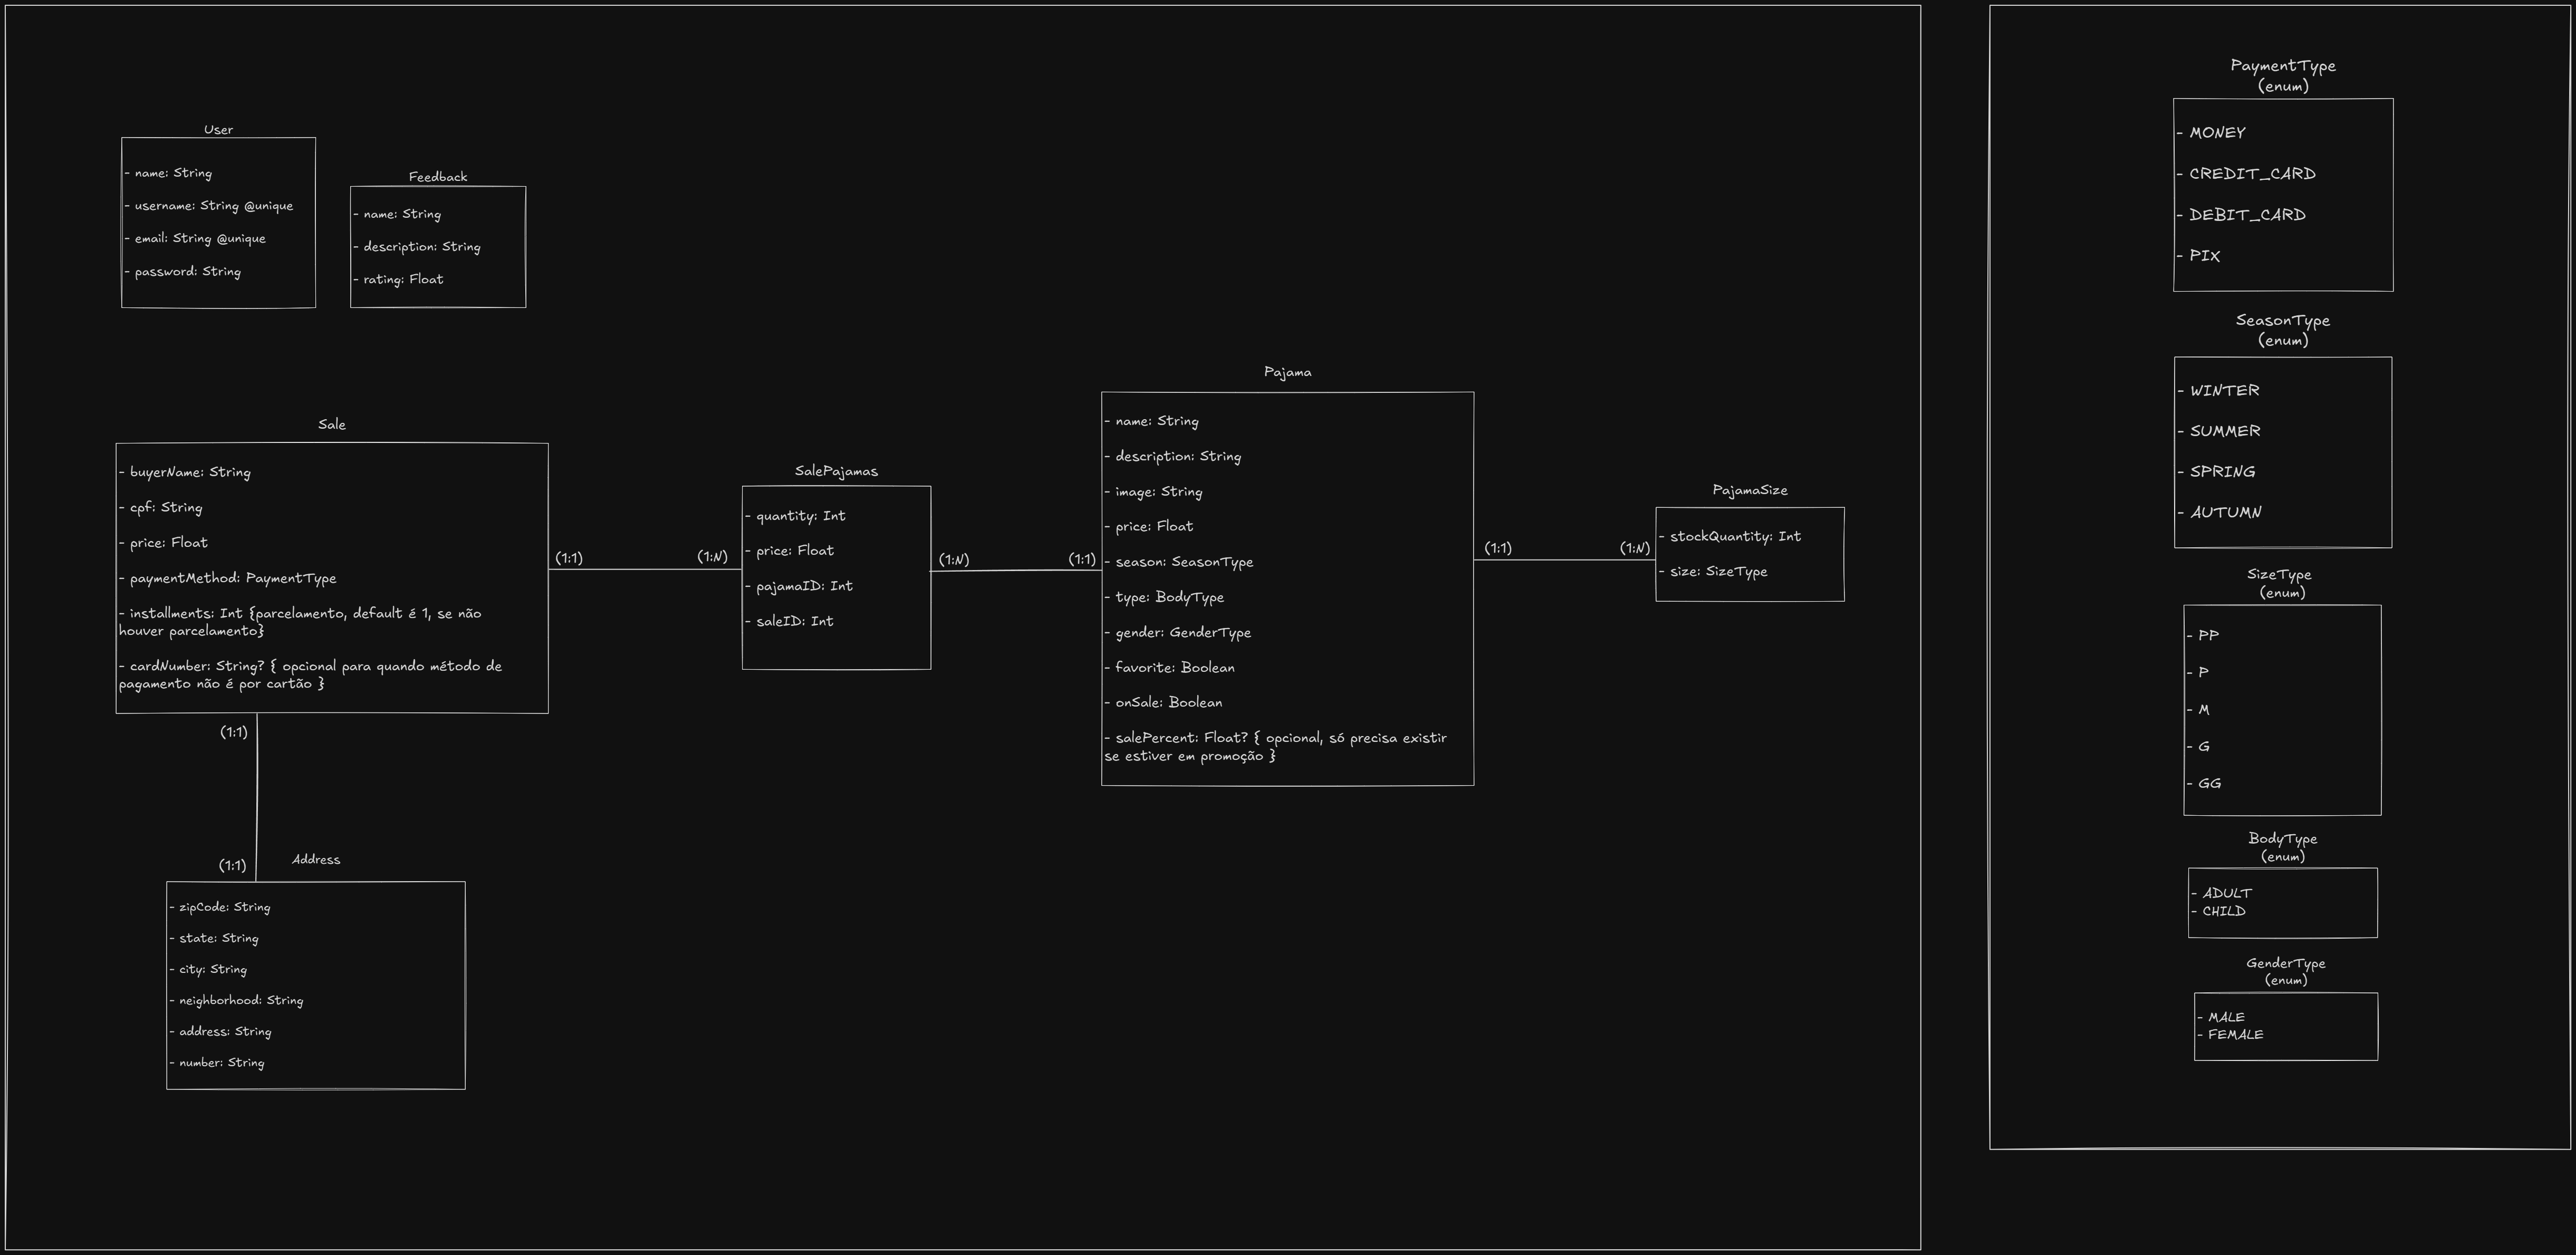 User
- name: String
- username: String @unique
- email: String @unique
- password: String
Feedback
- name: String
- description: String
- rating: Float
Sale
- buyerName: String
- cpf: String
- price: Float
- paymentMethod: PaymentType
- installments: Int {parcelamento, default é 1, se não
houver parcelamento}
- cardNumber: String? { opcional para quando método de
pagamento não é por cartão }
(1:1)
(1:N)
SalePajamas
- quantity: Int
- price: Float
- pajamaID: Int
- saleID: Int
(1:N)
(1:1)
Pajama
- name: String
- description: String
- image: String
- price: Float
- season: SeasonType
- type: BodyType
- gender: GenderType
- favorite: Boolean
- onSale: Boolean
- salePercent: Float? { opcional, só precisa existir
se estiver em promoção }
(1:1)
(1:N)
PajamaSize
- stockQuantity: Int
- size: SizeType
(1:1)
(1:1)
Address
- zipCode: String
- state: String
- city: String
- neighborhood: String
- address: String
- number: String
PaymentType
(enum)
- MONEY
- CREDIT_CARD
- DEBIT_CARD
- PIX
SeasonType
(enum)
- WINTER
- SUMMER
- SPRING
- AUTUMN
SizeType
(enum)
- PP
- P
- M
- G
- GG
BodyType
(enum)
- ADULT
- CHILD
GenderType
(enum)
- MALE
- FEMALE